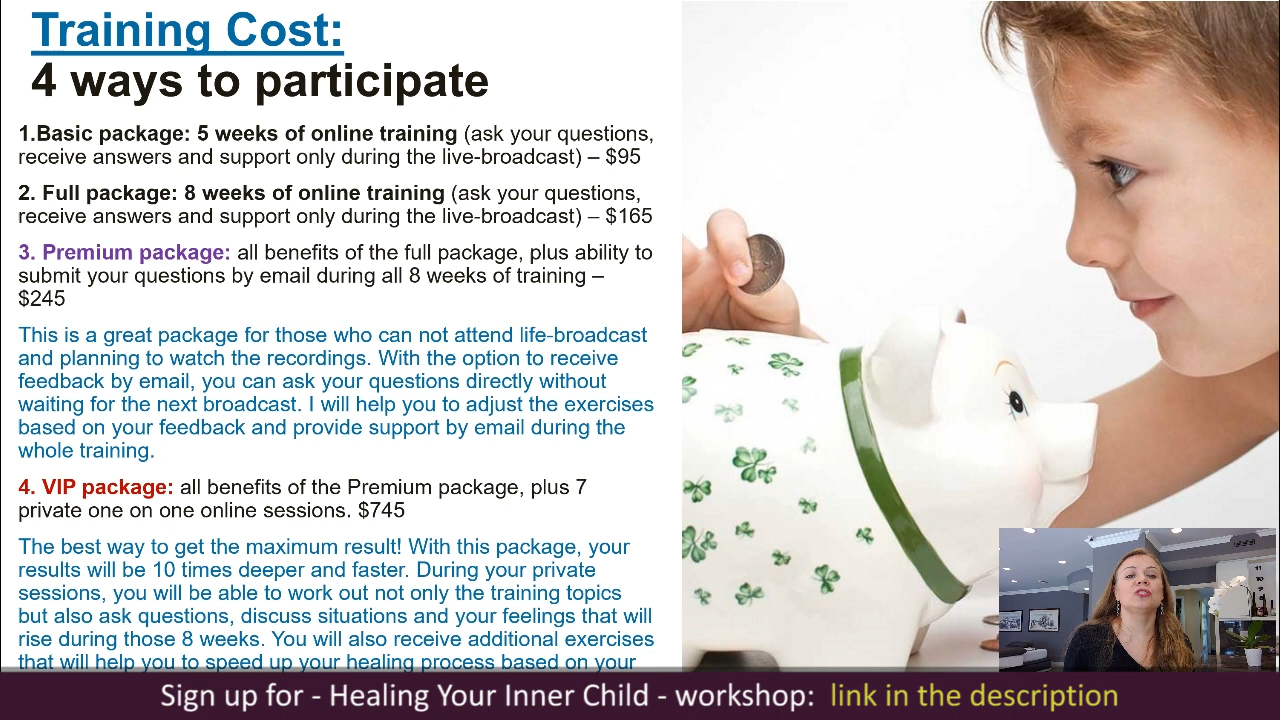 Training Cost:
4 ways to participate
1.Basic package: 5 weeks of online training (ask your questions,
receive answers and support only during the live-broadcast) – $95
2. Full package: 8 weeks of online training (ask your questions,
receive answers and support only during the live-broadcast) – $165
3. Premium package: all benefits of the full package, plus ability to
submit your questions by email during all 8 weeks of training –
$245
This is a great package for those who can not attend life-broadcast
and planning to watch the recordings. With the option to receive
feedback by email, you can ask your questions directly without
waiting for the next broadcast. I will help you to adjust the exercises
based on your feedback and provide support by email during the
whole training.
4. VIP package: all benefits of the Premium package, plus 7
private one on one online sessions. $745
The best way to get the maximum result! With this package, your
results will be 10 times deeper and faster. During your private
sessions, you will be able to work out not only the training topics
but also ask questions, discuss situations and your feelings that will
rise during those 8 weeks. You will also receive additional exercises
that will help you to speed up your healing process based on your
Sign up for - Healing Your Inner Child - workshop: link in the description